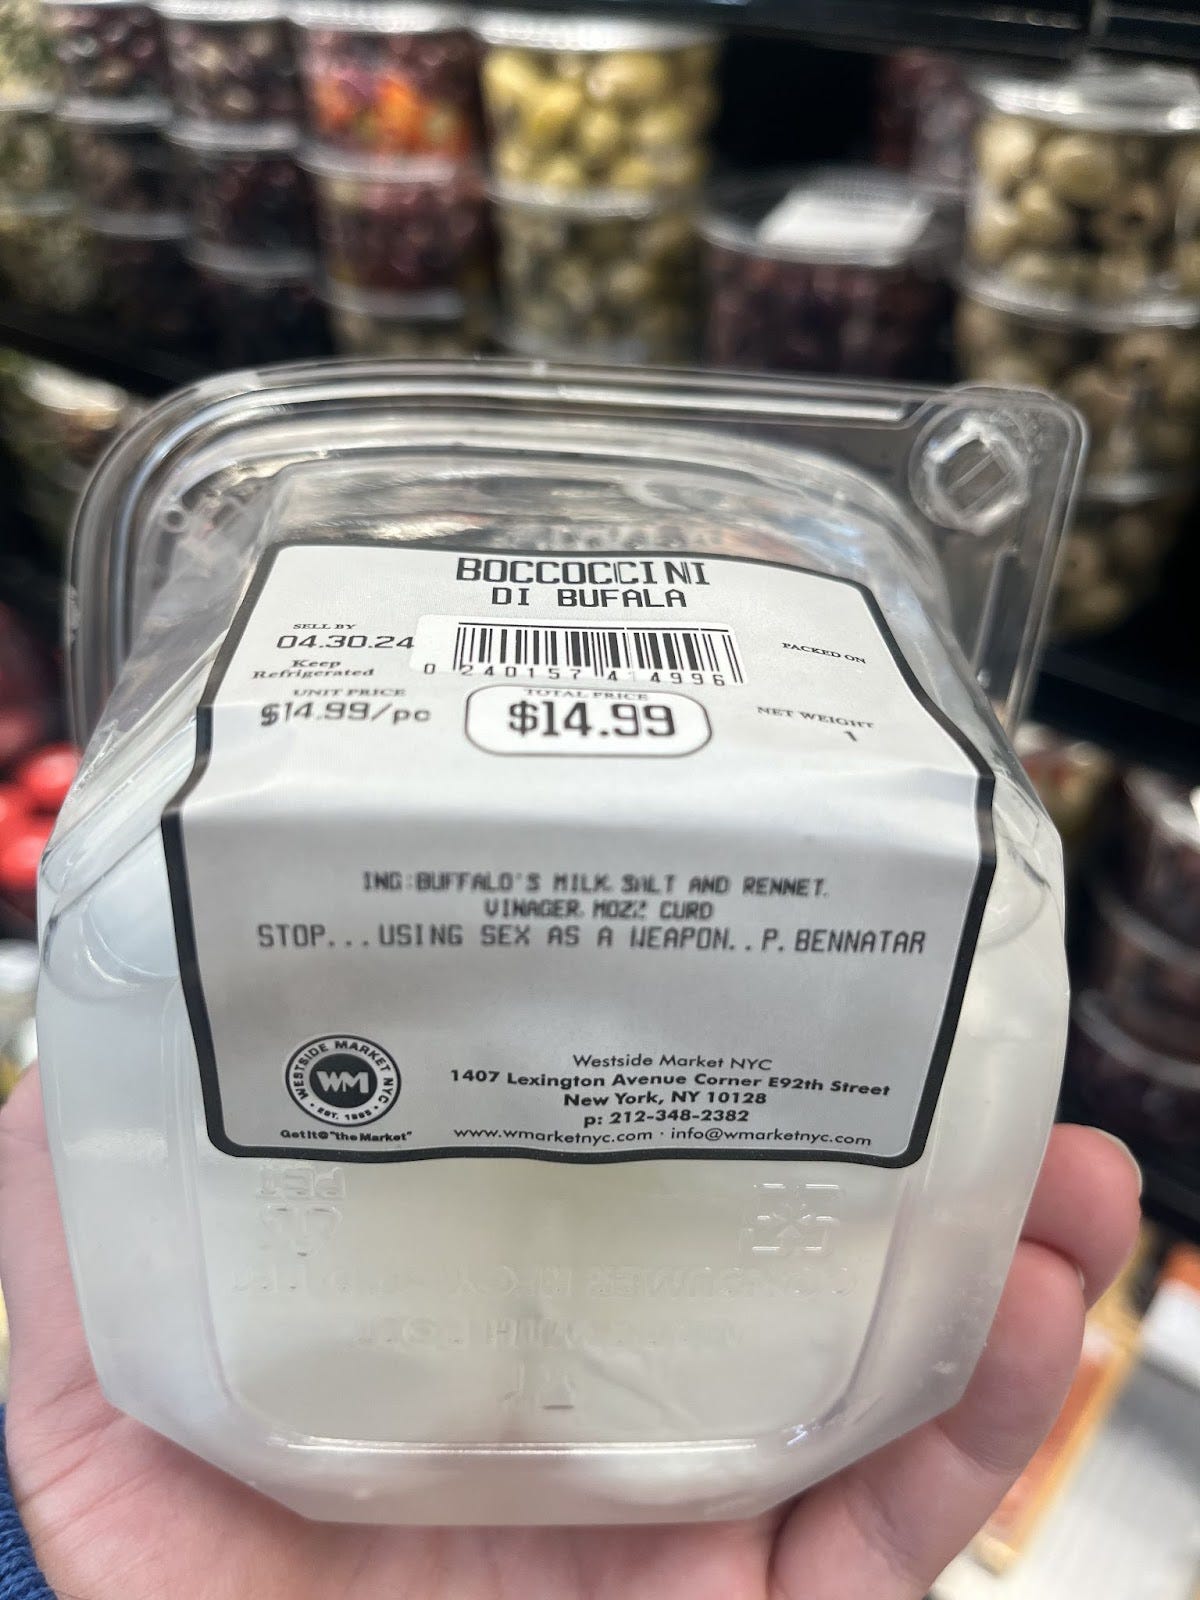 BOCCOCCINI
DI BUFALA
SELL BY
04.30.24
Keep
Refrigerated
0 240157 414996
PACKED ON
UNIT PRICE
$14.99/pc
TOTAL PRICE
$14.99
NET WEIGHT
1
ING:BUFFALO'S MILK SALT AND RENNET.
VINAGER MOZZ CURD
STOP...USING SEX AS A WEAPON..P.BENNATAR
WESTSIDE MARKET NYC
WM
EST. 1965
Get It@"the Market"
Westside Market NYC
1407 Lexington Avenue Corner E92th Street
New York, NY 10128
p: 212-348-2382
www.wmarketnyc.com · info@wmarketnyc.com
PET